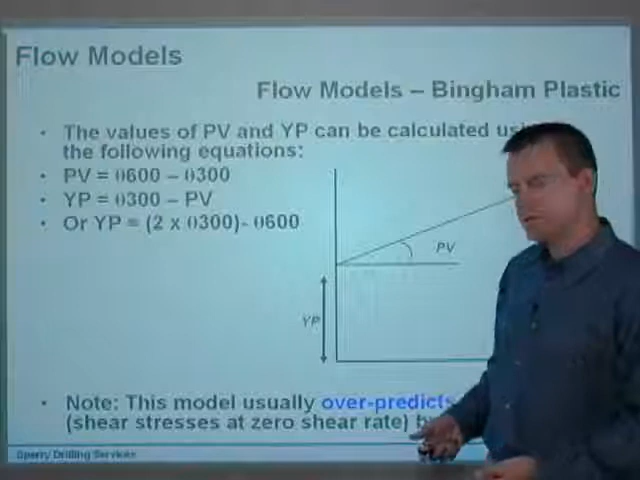 Flow Models
Flow Models – Bingham Plastic
• The values of PV and YP can be calculated us
the following equations:
• PV = θ600 – θ300
• YP = θ300 – PV
• Or YP = (2 x θ300)- θ600
PV
YP
• Note: This model usually over-predicts
(shear stresses at zero shear rate) b
Sperry Drilling Services